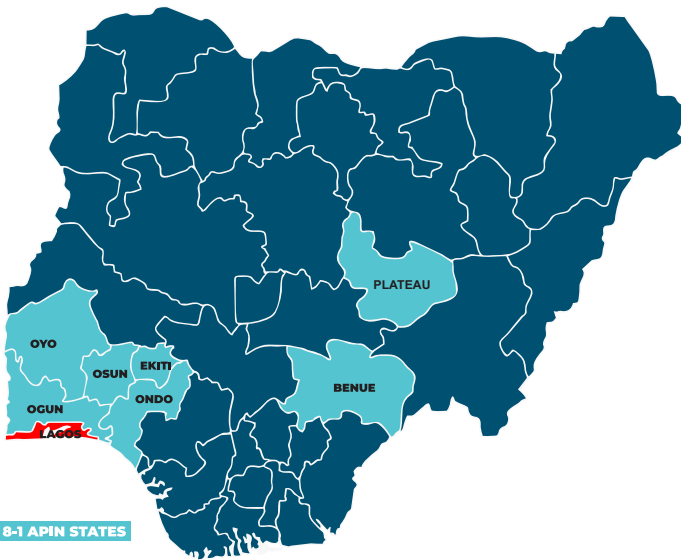 PLATEAU
OYO
EKITI
OSUN
BENUE
ONDO
OGUN
LAGOS
8-1 APIN STATES